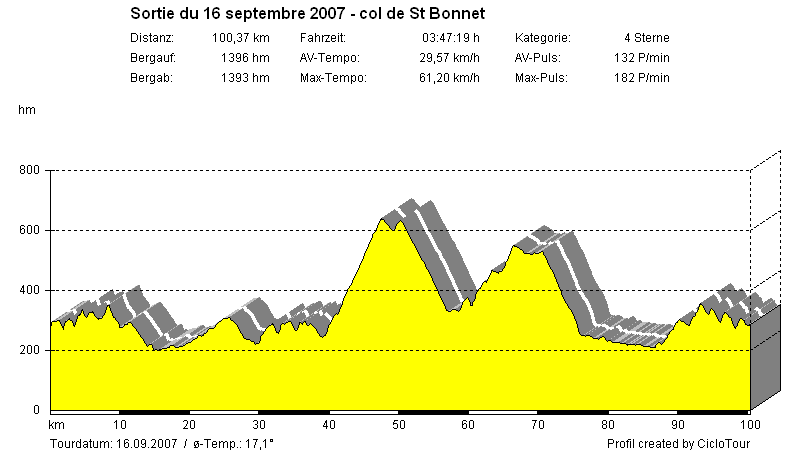 Sortie du 16 septembre 2007 - col de St Bonnet
Distanz: 100,37 km Fahrzeit: 03:47:19 h Kategorie: 4 Sterne
Bergauf: 1396 hm AV-Tempo: 29,57 km/h AV-Puls: 132 P/min
Bergab: 1393 hm Max-Tempo: 61,20 km/h Max-Puls: 182 P/min
hm
800
600
400
200
0
km 10 20 30 40 50 60 70 80 90 100
Tourdatum: 16.09.2007 / ø-Temp.: 17,1° Profil created by CicloTour